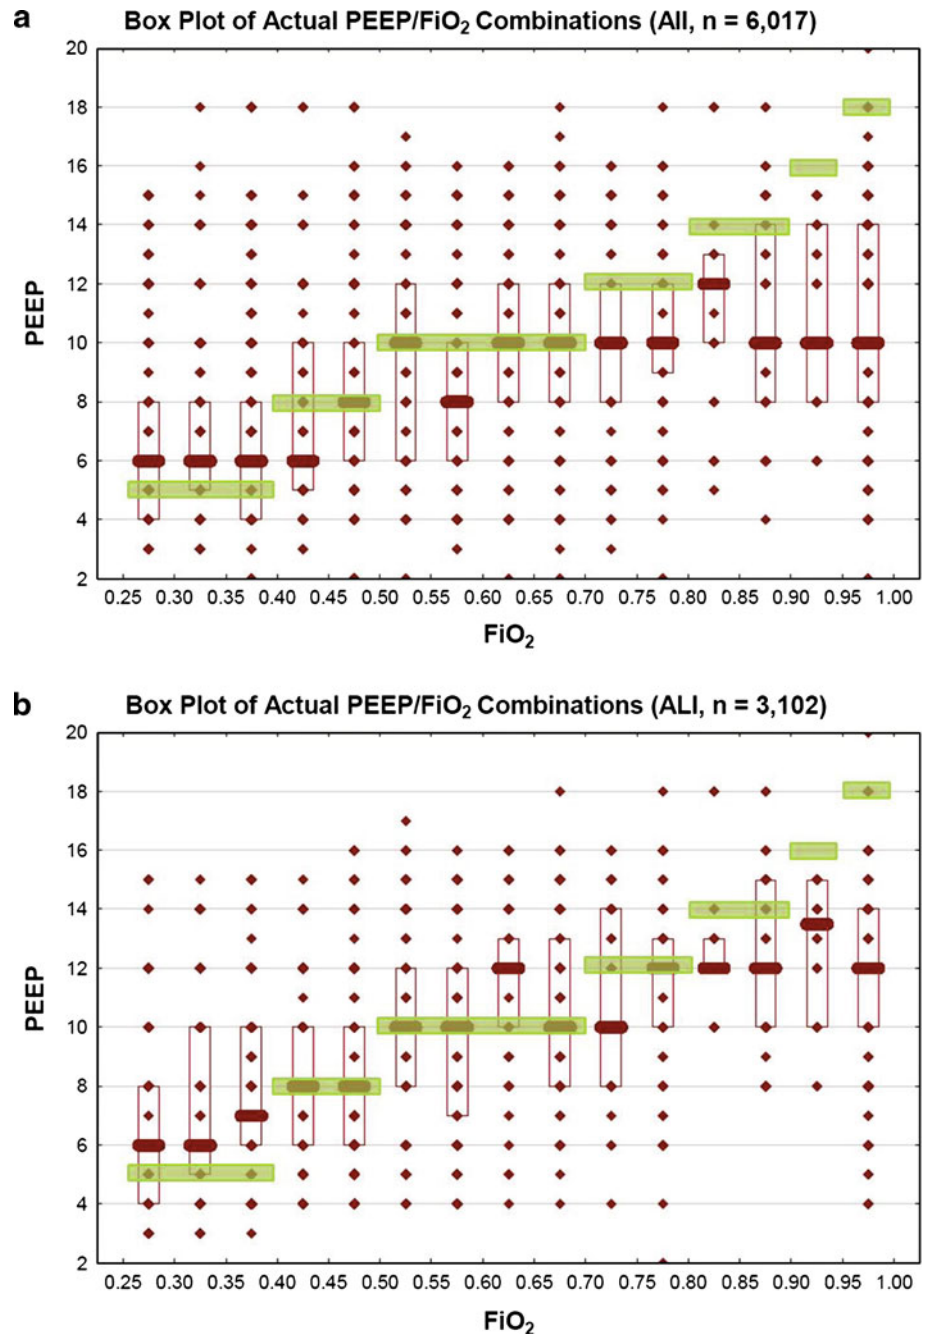 a
Box Plot of Actual PEEP/FiO₂ Combinations (All, n = 6,017)
20
18
16
14
12
10
8
6
4
2
PEEP
0.25 0.30 0.35 0.40 0.45 0.50 0.55 0.60 0.65 0.70 0.75 0.80 0.85 0.90 0.95 1.00
FiO₂
b
Box Plot of Actual PEEP/FiO₂ Combinations (ALI, n = 3,102)
20
18
16
14
12
10
8
6
4
2
PEEP
0.25 0.30 0.35 0.40 0.45 0.50 0.55 0.60 0.65 0.70 0.75 0.80 0.85 0.90 0.95 1.00
FiO₂